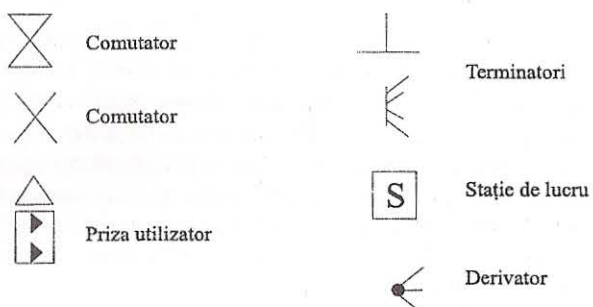 Comutator
Comutator
Priza utilizator
Terminatori
S
Stație de lucru
Derivator